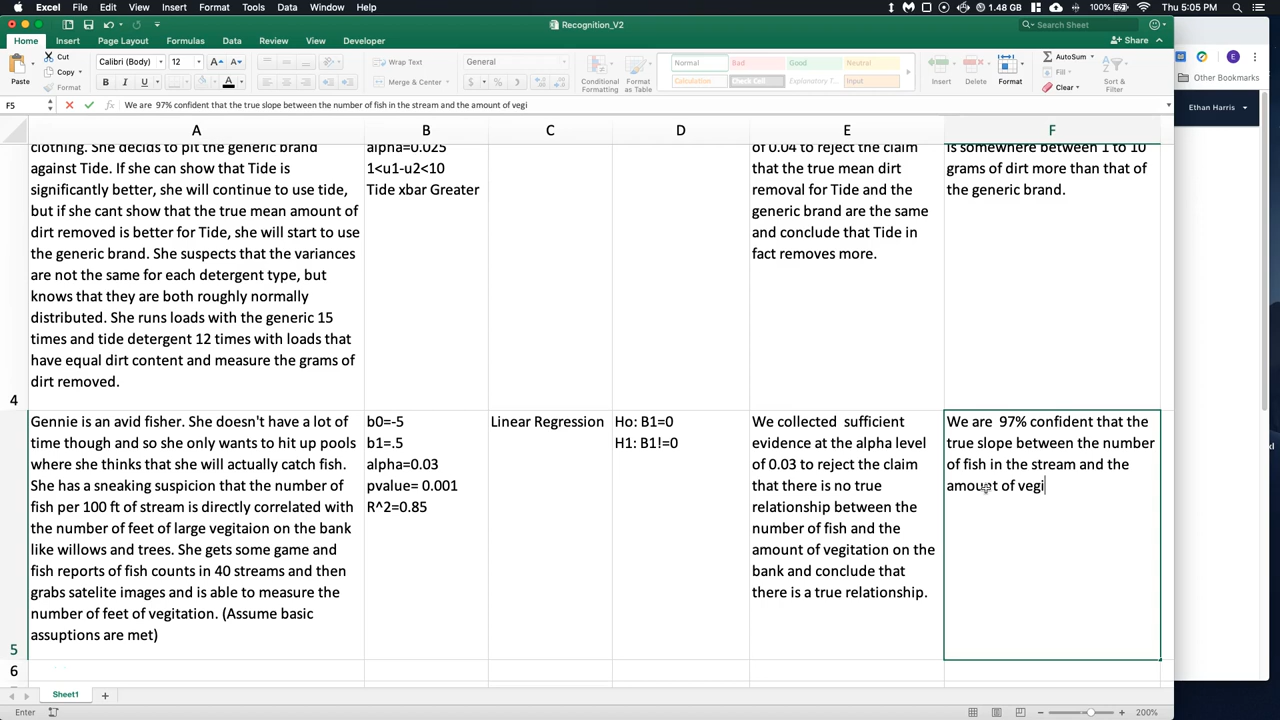 Excel File Edit View Insert Format Tools Data Window Help 1.48 GB 100% Thu 5:05 PM
Recognition_V2
Search Sheet
Home Insert Page Layout Formulas Data Review View Developer Share
Other Bookmarks
Ethan Harris
Paste
Cut
Copy
Format
Calibri (Body) 12
B I U
Wrap Text
Merge & Center
General
Conditional Formatting
Format as Table
Normal Bad Good Neutral
Calculation Check Cell Explanatory T... Input
Insert Delete Format
AutoSum
Fill
Clear
Sort & Filter
F5 fx We are 97% confident that the true slope between the number of fish in the stream and the amount of vegi
A B C D E F
clothing. She decides to pit the generic brand
against Tide. If she can show that Tide is
significantly better, she will continue to use tide,
but if she cant show that the true mean amount of
dirt removed is better for Tide, she will start to use
the generic brand. She suspects that the variances
are not the same for each detergent type, but
knows that they are both roughly normally
distributed. She runs loads with the generic 15
times and tide detergent 12 times with loads that
have equal dirt content and measure the grams of
dirt removed.
alpha=0.025
1<u1-u2<10
Tide xbar Greater
of 0.04 to reject the claim
that the true mean dirt
removal for Tide and the
generic brand are the same
and conclude that Tide in
fact removes more.
is somewhere between 1 to 10
grams of dirt more than that of
the generic brand.
4
Gennie is an avid fisher. She doesn't have a lot of
time though and so she only wants to hit up pools
where she thinks that she will actually catch fish.
She has a sneaking suspicion that the number of
fish per 100 ft of stream is directly correlated with
the number of feet of large vegitaion on the bank
like willows and trees. She gets some game and
fish reports of fish counts in 40 streams and then
grabs satelite images and is able to measure the
number of feet of vegitation. (Assume basic
assuptions are met)
b0=-5
b1=.5
alpha=0.03
pvalue= 0.001
R^2=0.85
Linear Regression
Ho: B1=0
H1: B1!=0
We collected  sufficient
evidence at the alpha level
of 0.03 to reject the claim
that there is no true
relationship between the
number of fish and the
amount of vegitation on the
bank and conclude that
there is a true relationship.
We are  97% confident that the
true slope between the number
of fish in the stream and the
amount of vegi
5
6
Sheet1
Enter
200%